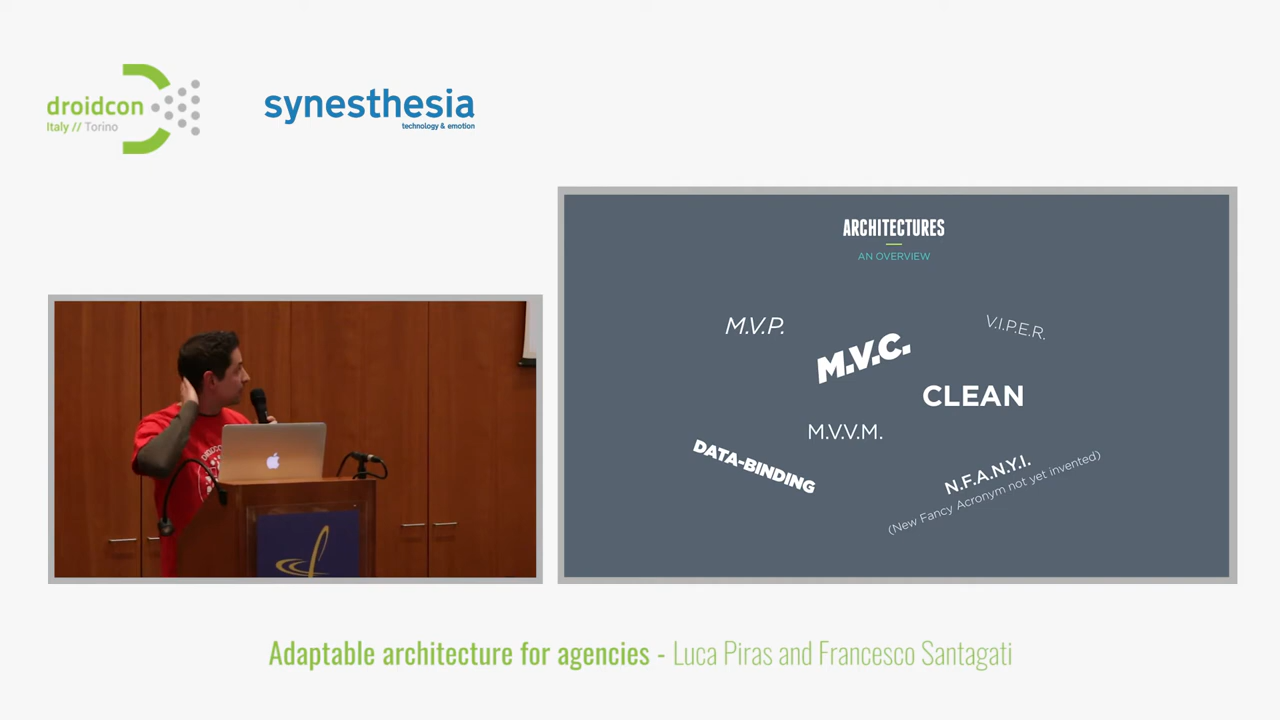 droidcon
Italy // Torino
synesthesia
technology & emotion
ARCHITECTURES
AN OVERVIEW
M.V.P.
V.I.P.E.R.
M.V.C.
CLEAN
M.V.V.M.
DATA-BINDING
N.F.A.N.Y.I.
(New Fancy Acronym not yet invented)
Adaptable architecture for agencies - Luca Piras and Francesco Santagati